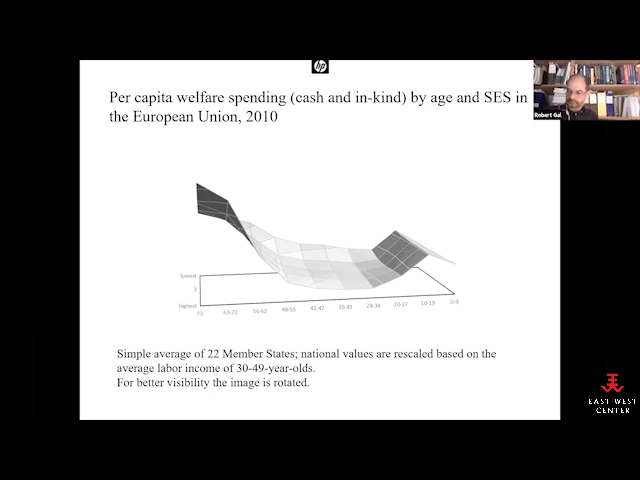 hp
Per capita welfare spending (cash and in-kind) by age and SES in
the European Union, 2010
Robert Gal
lowest
3
highest
73
63-72
56-62
48-55
42-47
35-41
28-34
20-27
10-19
0-9
Simple average of 22 Member States; national values are rescaled based on the
average labor income of 30-49-year-olds.
For better visibility the image is rotated.
EAST-WEST
CENTER